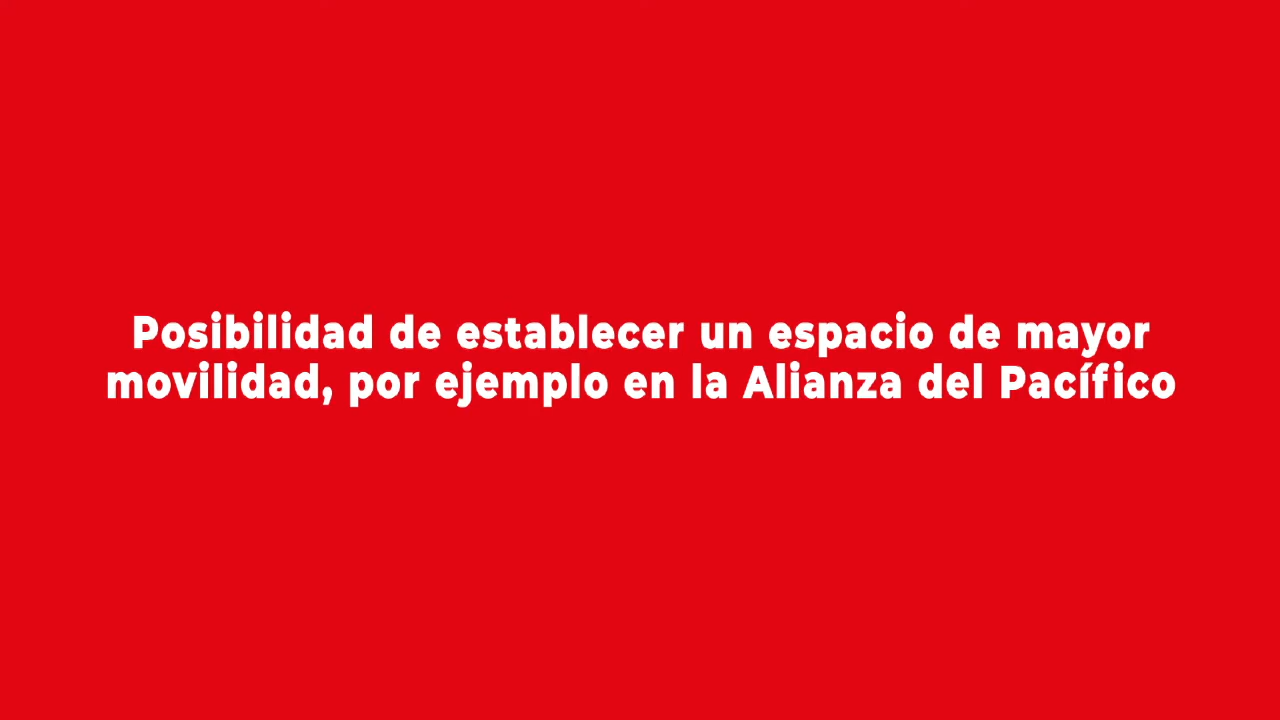 Posibilidad de establecer un espacio de mayor
movilidad, por ejemplo en la Alianza del Pacífico